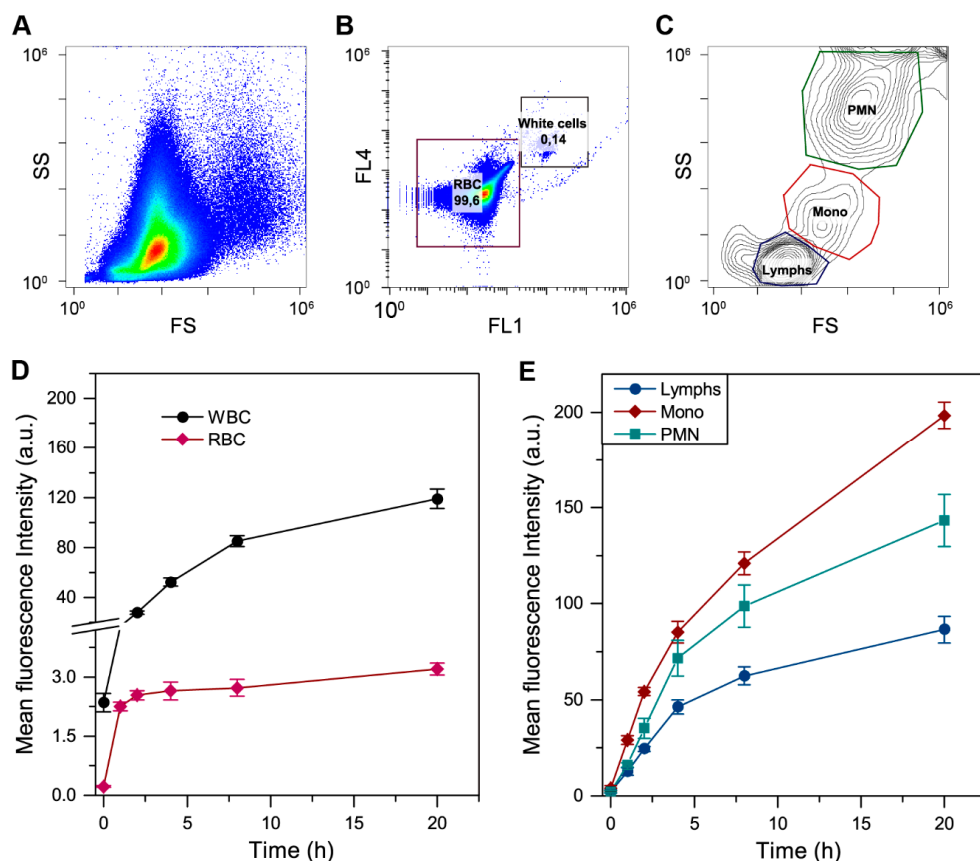 A
B
C
10⁶
SS
10⁰
10⁰
10⁶
FS
10⁶
FL4
White cells
0,14
RBC
99,6
10⁰
10⁰
10⁶
FL1
10⁶
SS
PMN
Mono
Lymphs
10⁰
10⁰
10⁶
FS
D
Mean fluorescence Intensity (a.u.)
200
160
120
80
40
3.0
1.5
0.0
WBC
RBC
0
5
10
15
20
Time (h)
E
Mean fluorescence Intensity (a.u.)
200
150
100
50
0
Lymphs
Mono
PMN
0
5
10
15
20
Time (h)